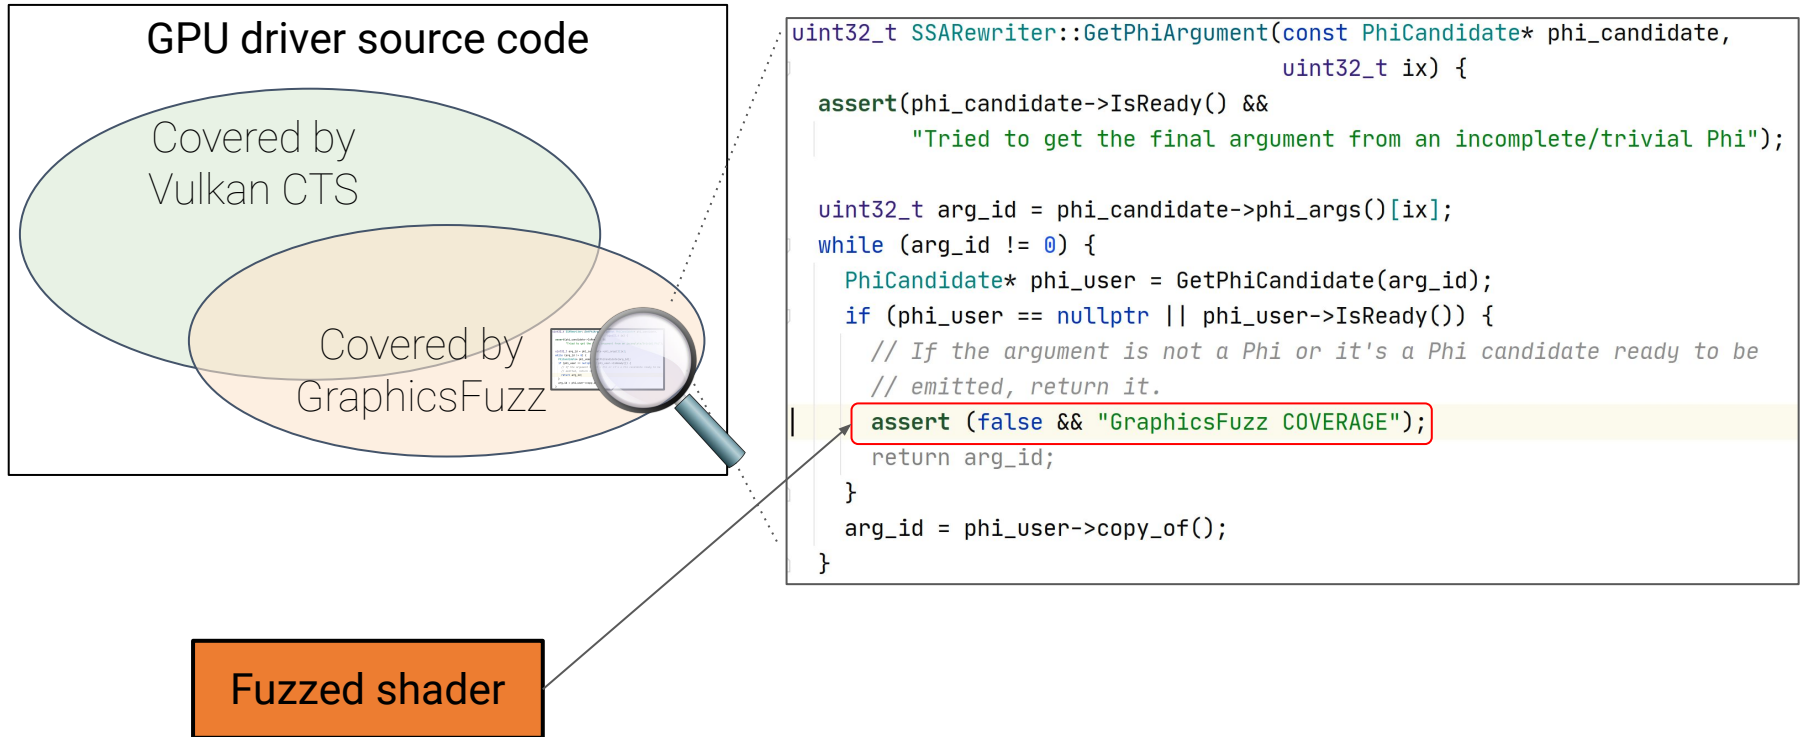 GPU driver source code
Covered by
Vulkan CTS
Covered by
GraphicsFuzz
uint32_t SSARewriter::GetPhiArgument(const PhiCandidate* phi_candidate,
uint32_t ix) {
assert(phi_candidate->IsReady() &&
"Tried to get the final argument from an incomplete/trivial Phi");
uint32_t arg_id = phi_candidate->phi_args()[ix];
while (arg_id != 0) {
PhiCandidate* phi_user = GetPhiCandidate(arg_id);
if (phi_user == nullptr || phi_user->IsReady()) {
// If the argument is not a Phi or it's a Phi candidate ready to be
// emitted, return it.
assert (false && "GraphicsFuzz COVERAGE");
return arg_id;
}
arg_id = phi_user->copy_of();
}
Fuzzed shader